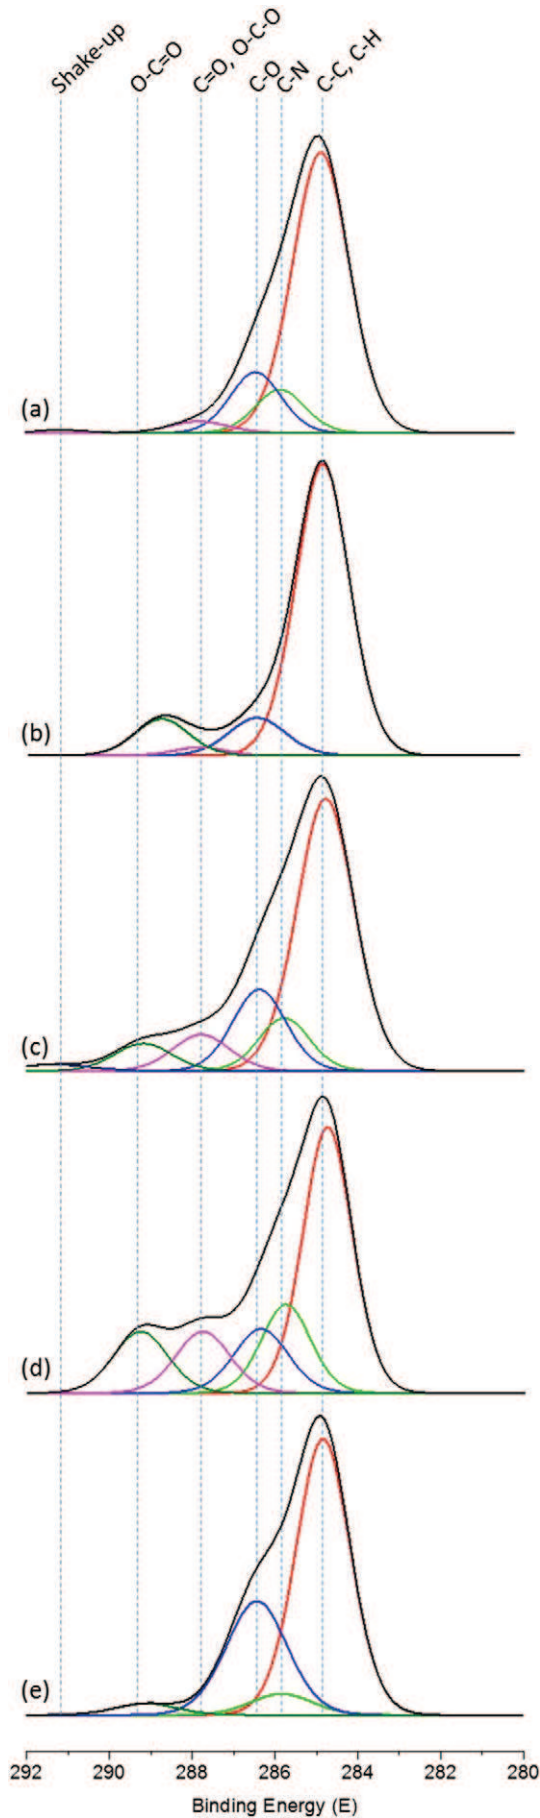 Shake-up
O-C=O
C=O, O-C-O
C-O
C-N
C-C, C-H
(a)
(b)
(c)
(d)
(e)
292 290 288 286 284 282 280
Binding Energy (E)